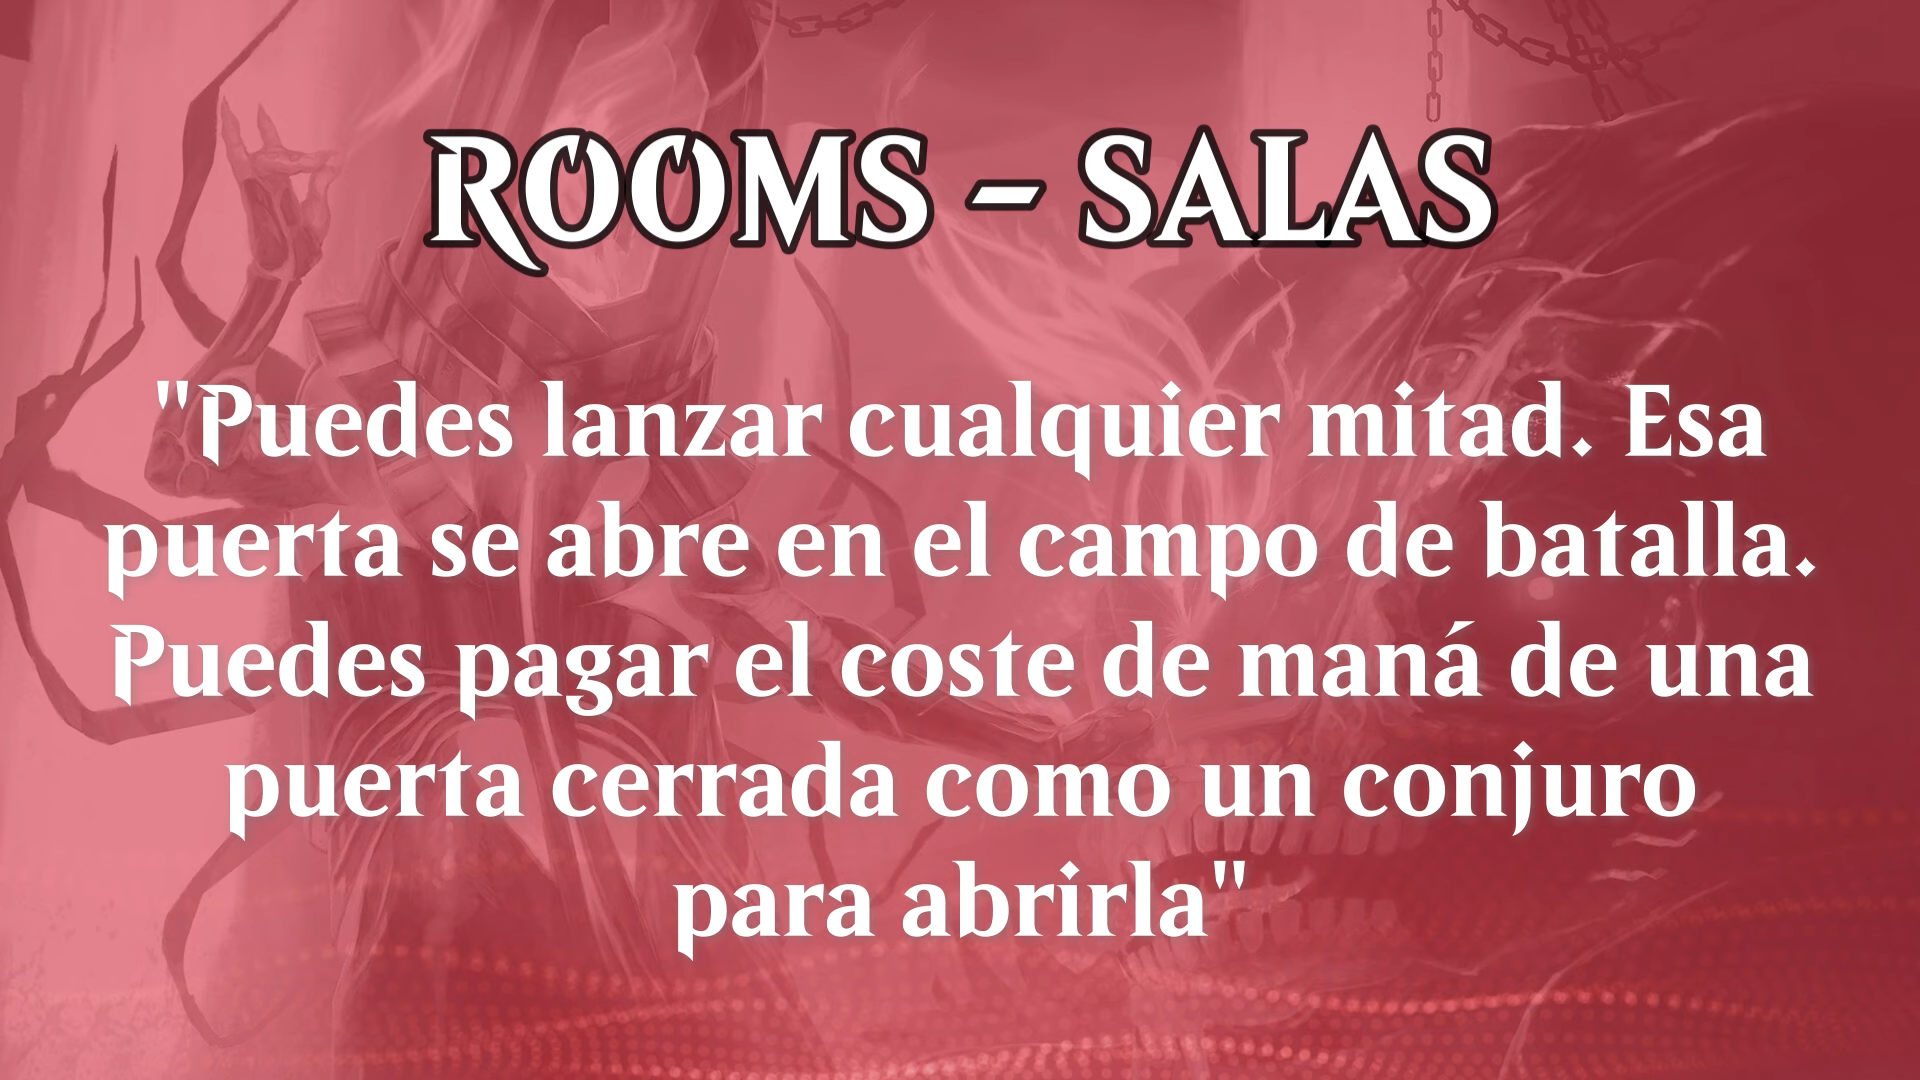 ROOMS - SALAS
"Puedes lanzar cualquier mitad. Esa
puerta se abre en el campo de batalla.
Puedes pagar el coste de maná de una
puerta cerrada como un conjuro
para abrirla"